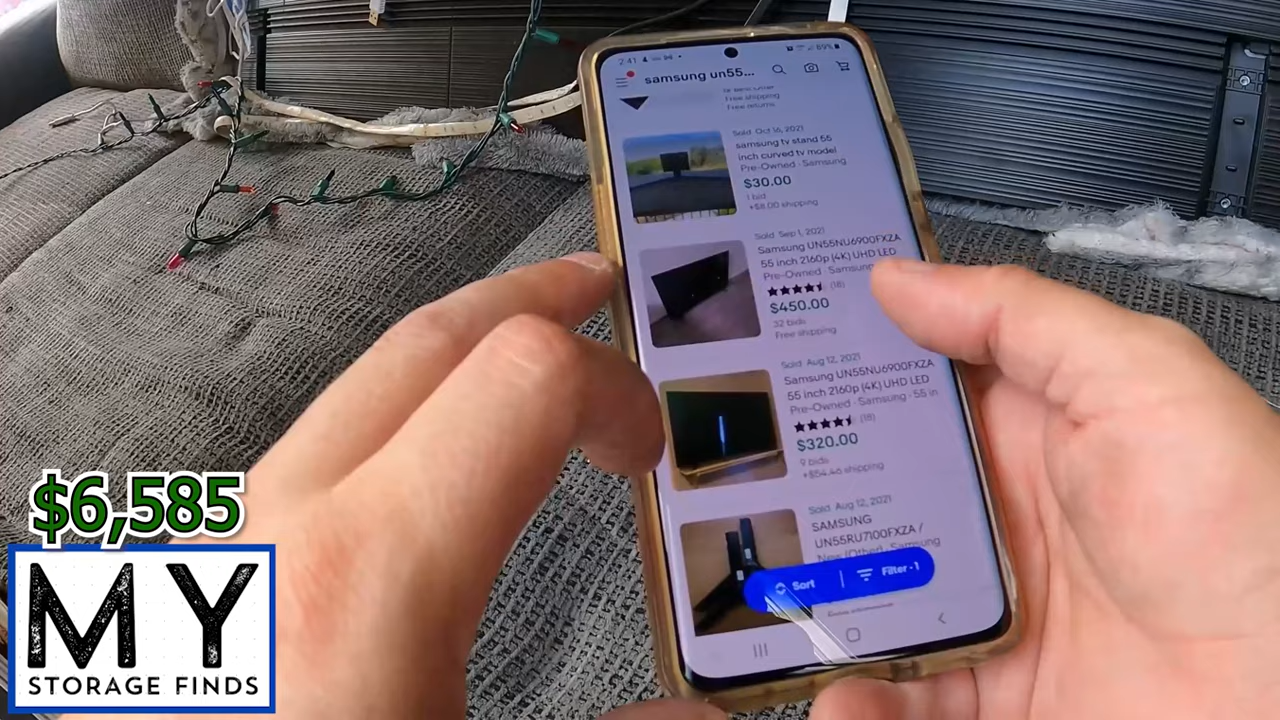 2:41
69%
samsung un55...
Free shipping
Free returns
Sold Oct 16, 2021
samsung tv stand 55
inch curved tv model
Pre-Owned · Samsung
$30.00
1 bid
+$8.00 shipping
Sold Sep 1, 2021
Samsung UN55NU6900FXZA
55 inch 2160p (4K) UHD LED
Pre-Owned · Samsung
(18)
$450.00
32 bids
Free shipping
Sold Aug 12, 2021
Samsung UN55NU6900FXZA
55 inch 2160p (4K) UHD LED
Pre-Owned · Samsung · 55 in
(18)
$320.00
9 bids
+$54.46 shipping
Sold Aug 12, 2021
SAMSUNG
UN55RU7100FXZA /
New (Other) · Samsung
Sort
Filter · 1
$6,585
MY
STORAGE FINDS